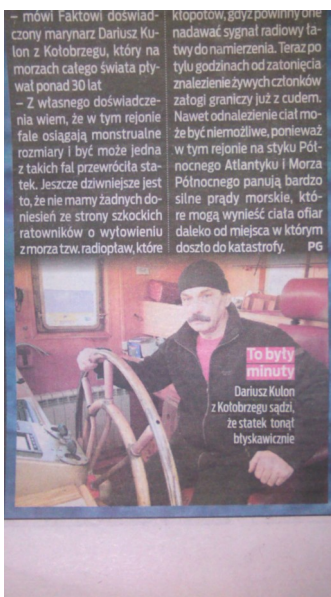 – mówi Faktowi doświad-
czony marynarz Dariusz Ku-
lon z Kołobrzegu, który na
morzach całego świata pły-
wał ponad 30 lat
– Z własnego doświadcze-
nia wiem, że w tym rejonie
fale osiągają monstrualne
rozmiary i być może jedna
z takich fal przewróciła sta-
tek. Jeszcze dziwniejsze jest
to, że nie mamy żadnych do-
niesień ze strony szkockich
ratowników o wyłowieniu
z morza tzw. radiopław, które
kłopotów, gdyż powinny one
nadawać sygnał radiowy ła-
twy do namierzenia. Teraz po
tylu godzinach od zatonięcia
znalezienie żywych członków
załogi graniczy już z cudem.
Nawet odnalezienie ciał mo-
że być niemożliwe, ponieważ
w tym rejonie na styku Pół-
nocnego Atlantyku i Morza
Północnego panują bardzo
silne prądy morskie, któ-
re mogą wynieść ciała ofiar
daleko od miejsca w którym
doszło do katastrofy. PG
To były
minuty
Dariusz Kulon
z Kołobrzegu sądzi,
że statek tonął
błyskawicznie